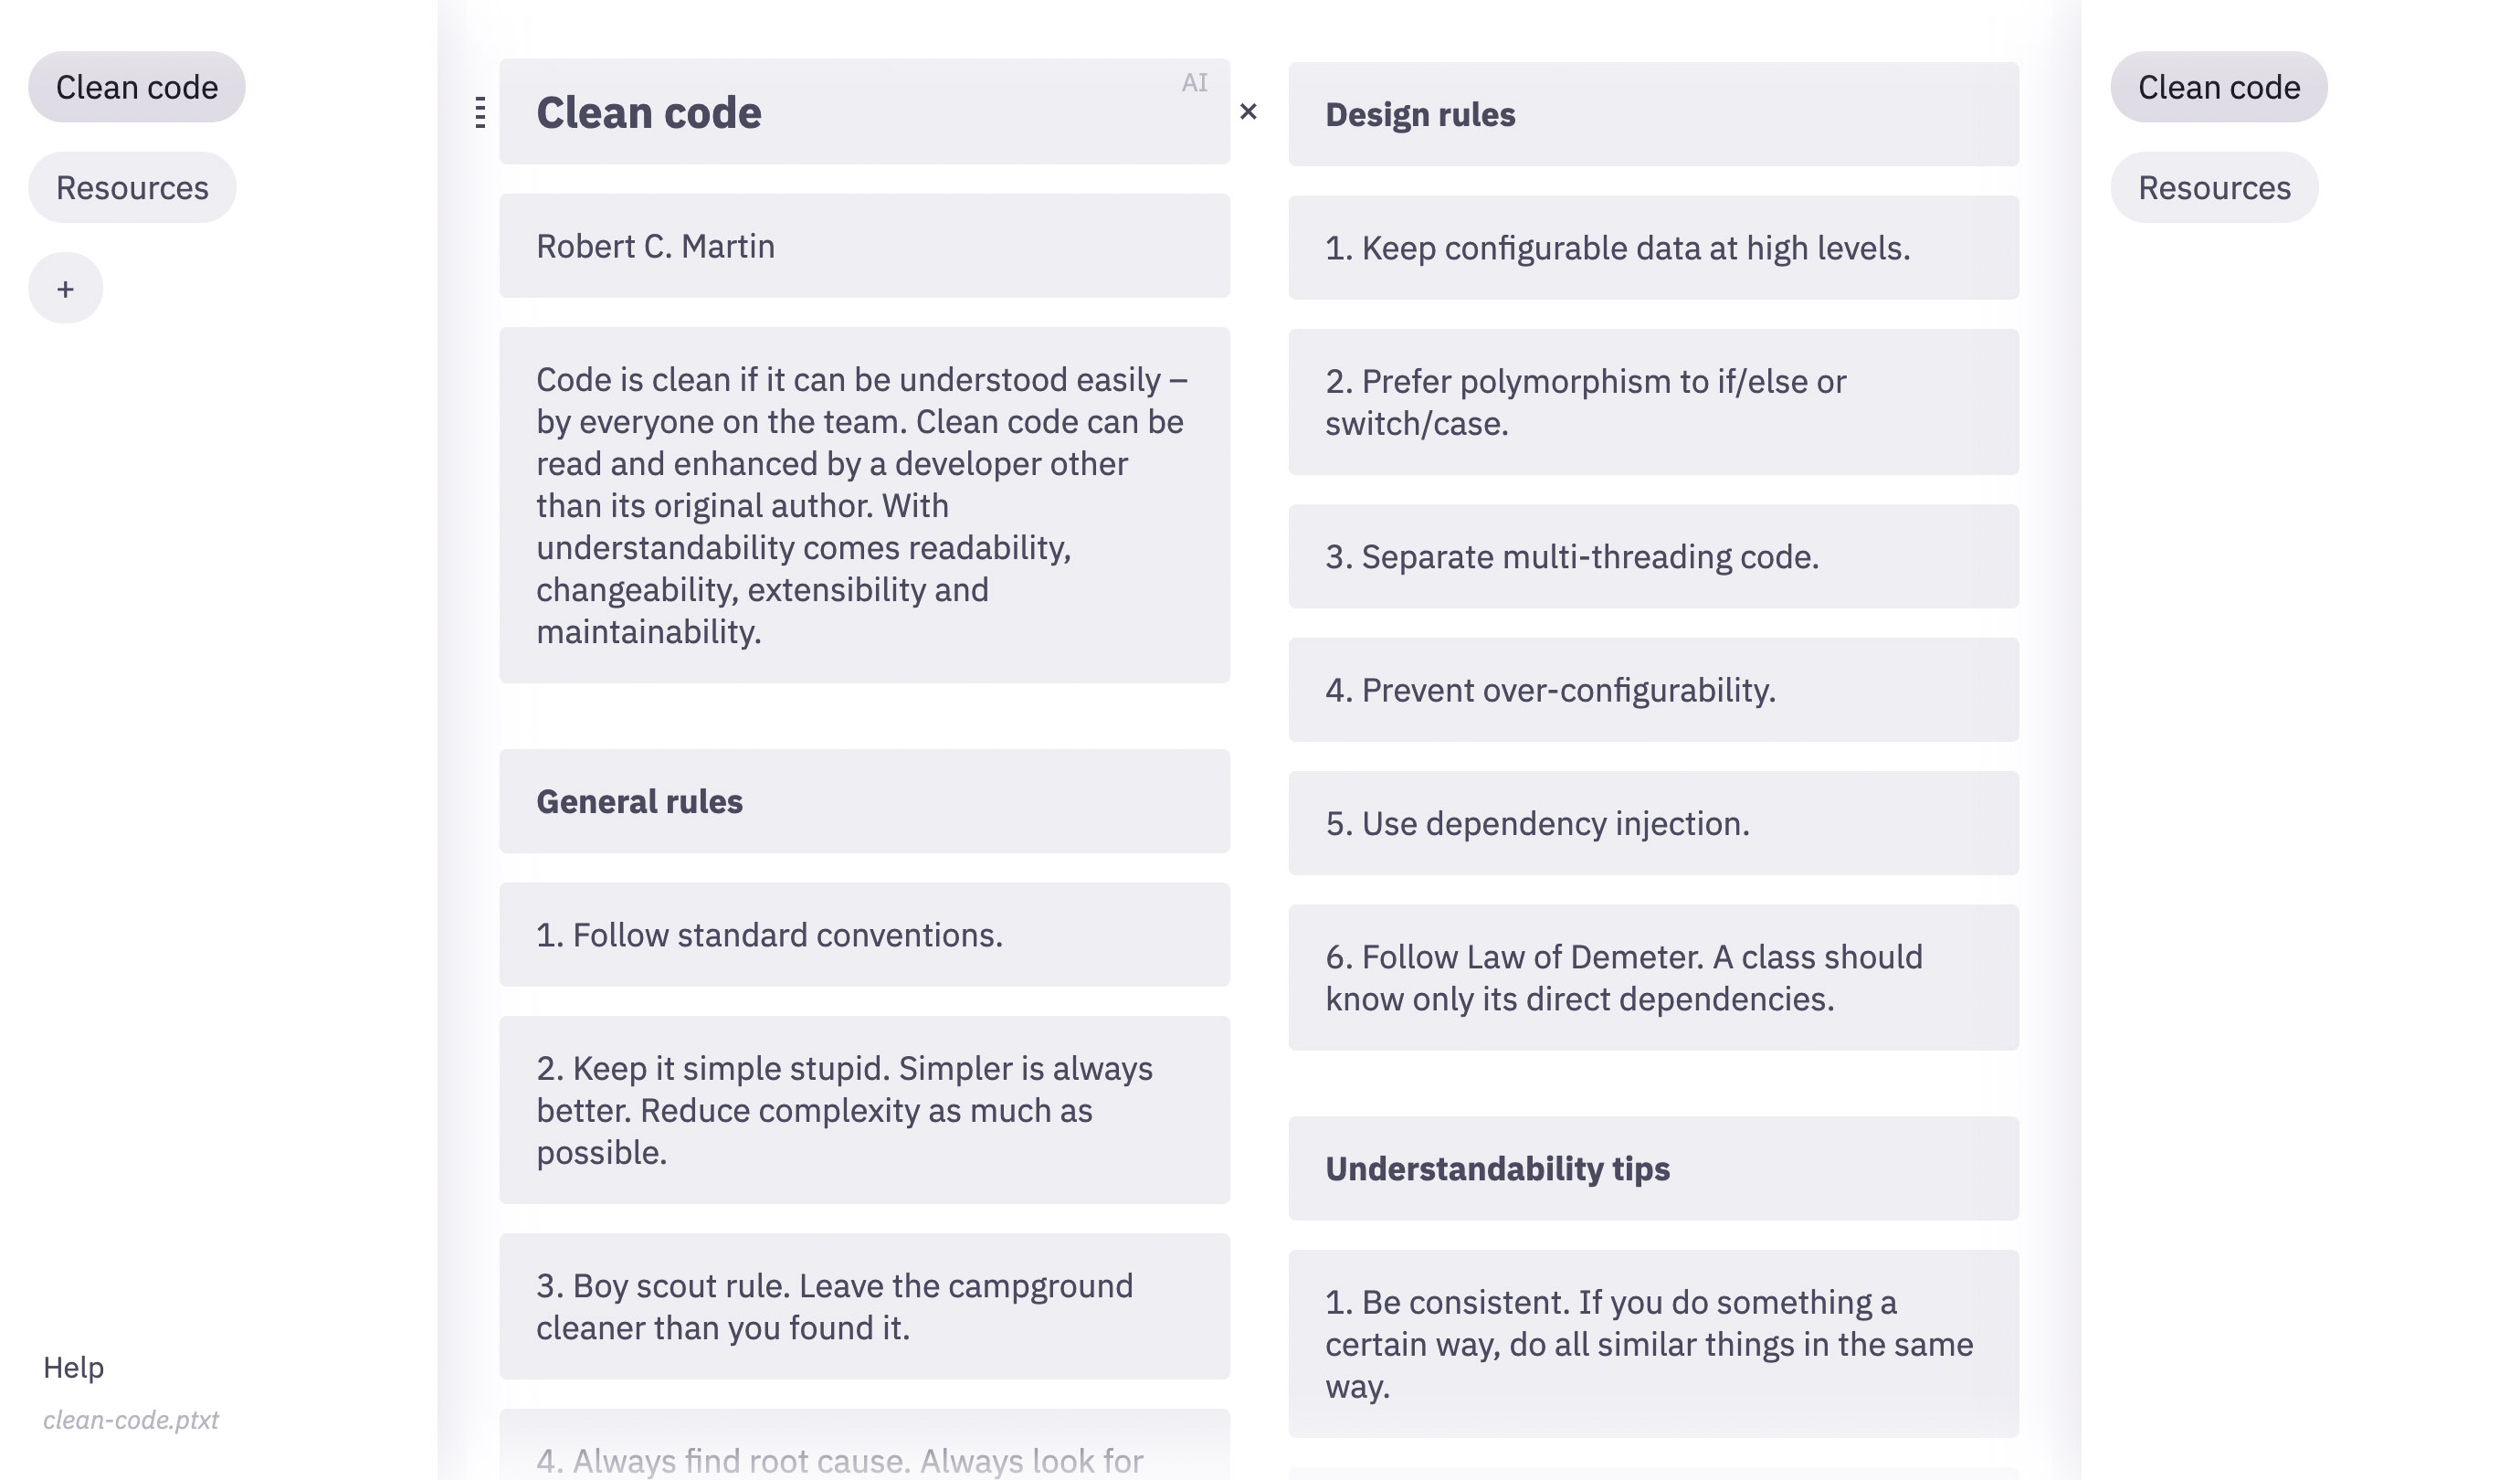 Clean code
Resources
+
Help
clean-code.ptxt
AI
Clean code
×
Robert C. Martin
Code is clean if it can be understood easily –
by everyone on the team. Clean code can be
read and enhanced by a developer other
than its original author. With
understandability comes readability,
changeability, extensibility and
maintainability.
General rules
1. Follow standard conventions.
2. Keep it simple stupid. Simpler is always
better. Reduce complexity as much as
possible.
3. Boy scout rule. Leave the campground
cleaner than you found it.
4. Always find root cause. Always look for
Design rules
1. Keep configurable data at high levels.
2. Prefer polymorphism to if/else or
switch/case.
3. Separate multi-threading code.
4. Prevent over-configurability.
5. Use dependency injection.
6. Follow Law of Demeter. A class should
know only its direct dependencies.
Understandability tips
1. Be consistent. If you do something a
certain way, do all similar things in the same
way.
Clean code
Resources